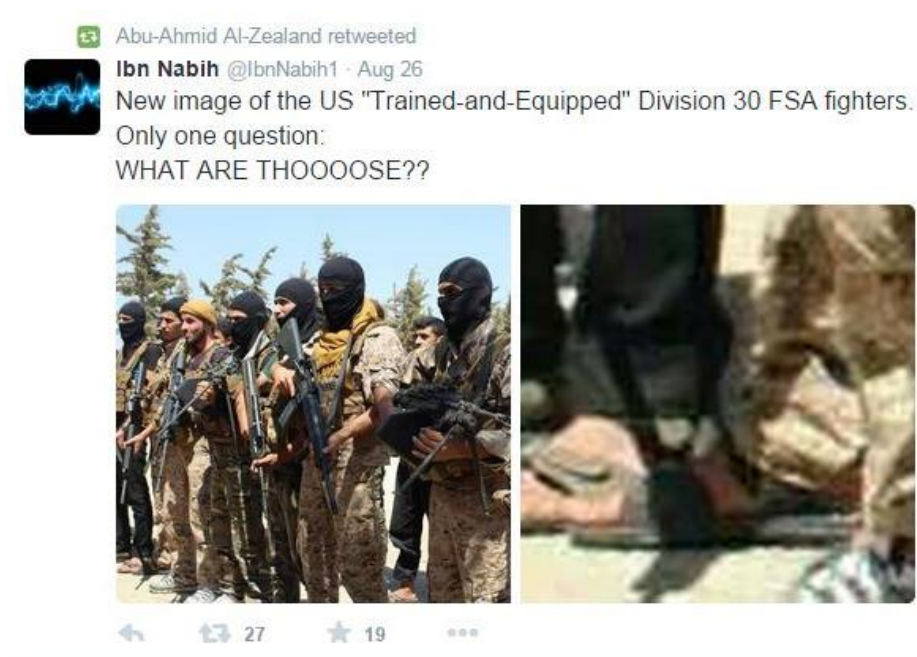 Abu-Ahmid Al-Zealand retweeted
Ibn Nabih @IbnNabih1 · Aug 26
New image of the US "Trained-and-Equipped" Division 30 FSA fighters.
Only one question:
WHAT ARE THOOOOSE??
27 19